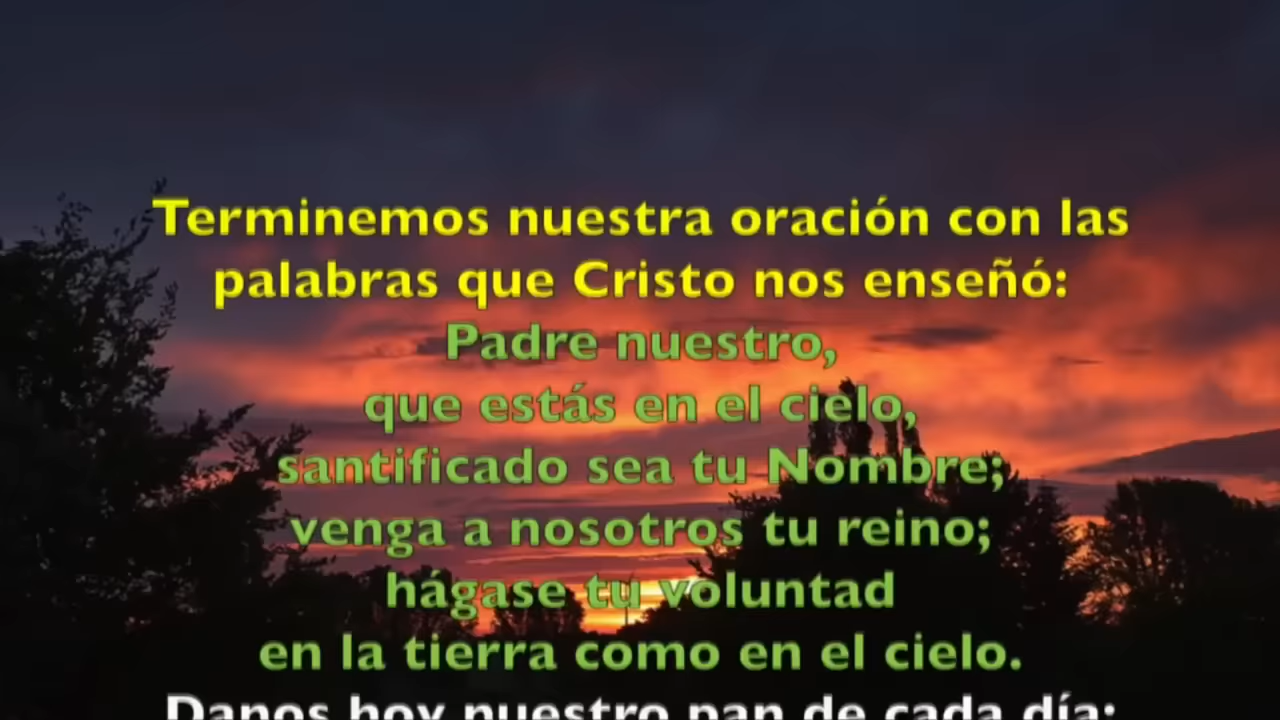 Terminemos nuestra oración con las
palabras que Cristo nos enseñó:
Padre nuestro,
que estás en el cielo,
santificado sea tu Nombre;
venga a nosotros tu reino;
hágase tu voluntad
en la tierra como en el cielo.
Danos hoy nuestro pan de cada día;